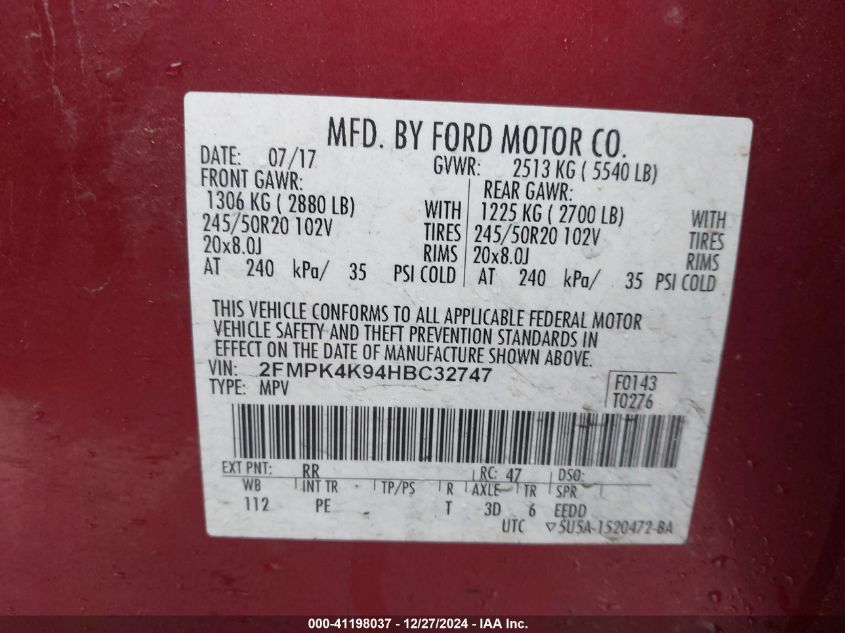 MFD. BY FORD MOTOR CO.
DATE: 07/17 GVWR: 2513 KG ( 5540 LB)
FRONT GAWR: REAR GAWR:
1306 KG ( 2880 LB) WITH 1225 KG ( 2700 LB) WITH
245/50R20 102V TIRES 245/50R20 102V TIRES
20x8.0J RIMS 20x8.0J RIMS
AT 240 kPa/ 35 PSI COLD AT 240 kPa/ 35 PSI COLD
THIS VEHICLE CONFORMS TO ALL APPLICABLE FEDERAL MOTOR
VEHICLE SAFETY AND THEFT PREVENTION STANDARDS IN
EFFECT ON THE DATE OF MANUFACTURE SHOWN ABOVE.
VIN: 2FMPK4K94HBC32747 F0143
TYPE: MPV T0276
EXT PNT: RR RC: 47 DSO:
WB INT TR TP/PS R AXLE TR SPR
112 PE T 3D 6 EEDD
UTC ▽5U5A-1520472-BA
000-41198037 - 12/27/2024 - IAA Inc.